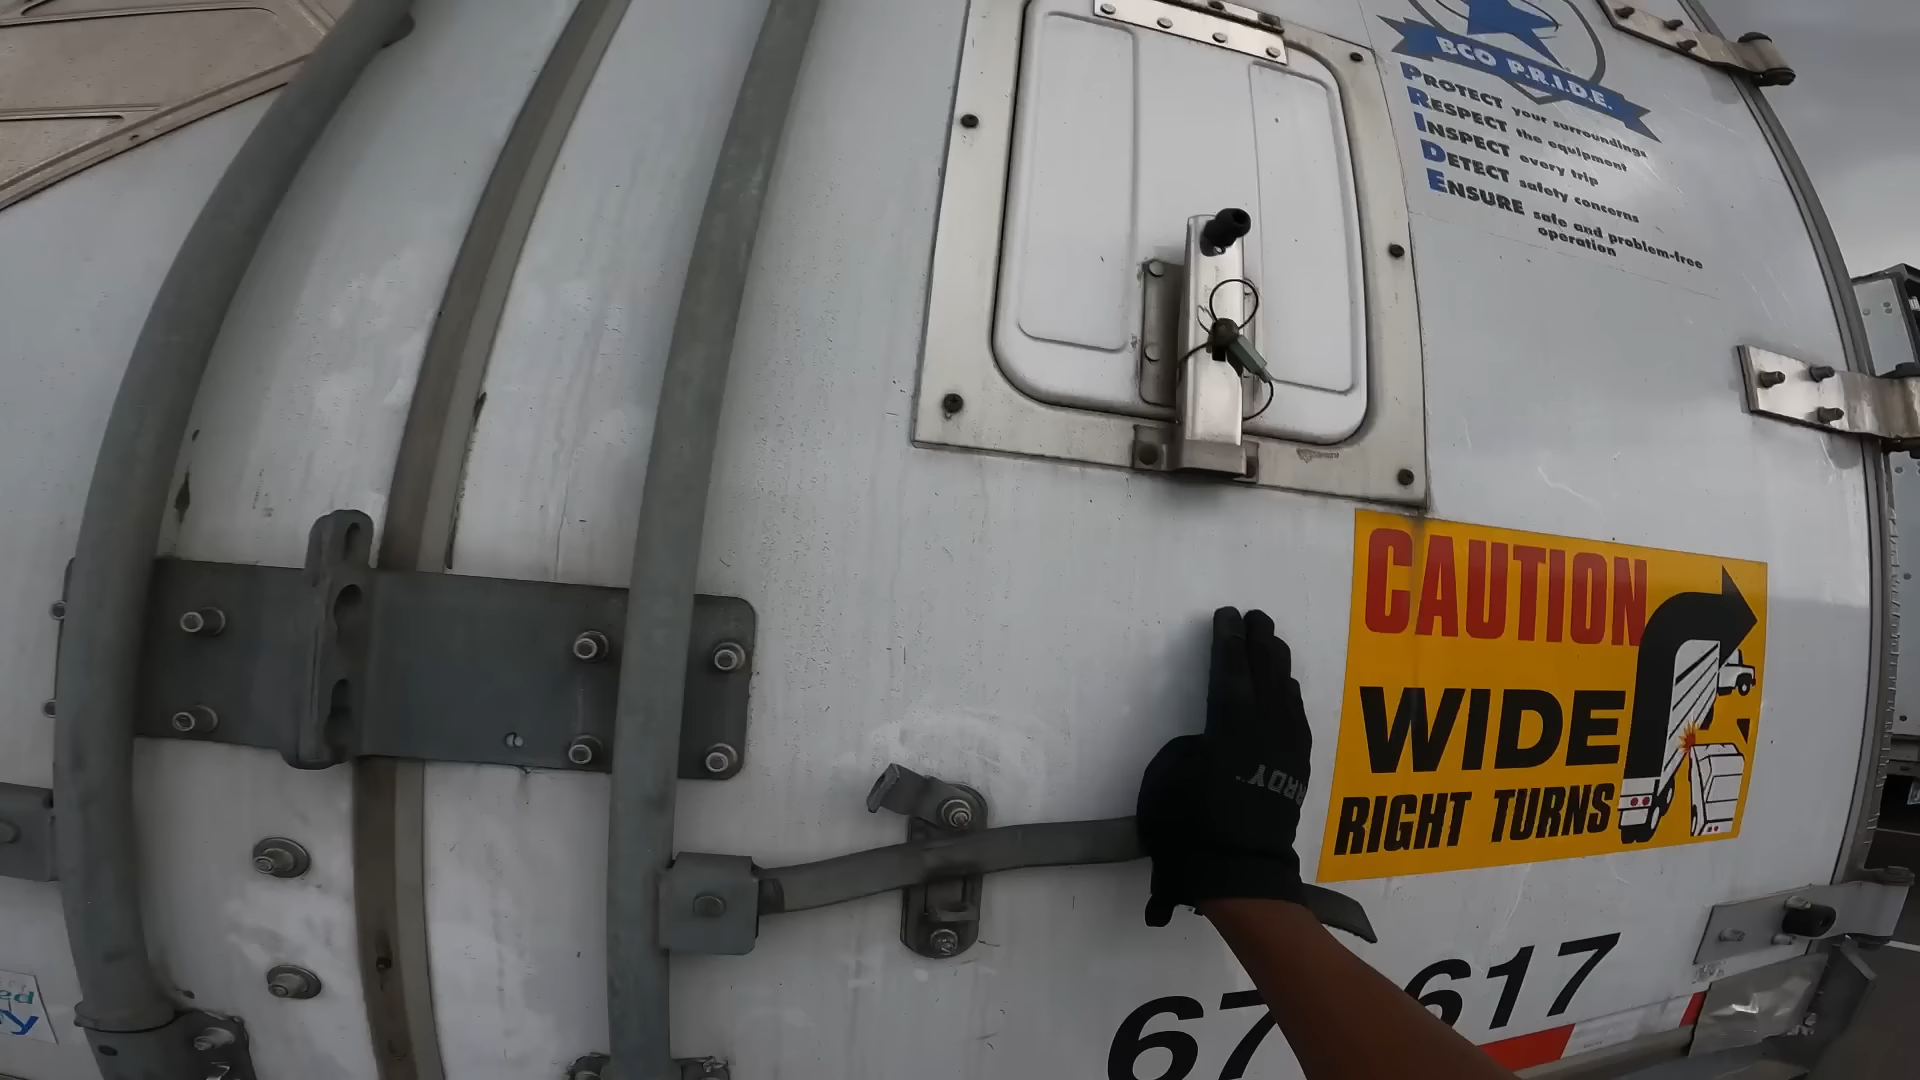 BCO P.R.I.D.E.
PROTECT your surroundings
RESPECT the equipment
INSPECT every trip
DETECT safety concerns
ENSURE safe and problem-free
operation
CAUTION
WIDE
RIGHT TURNS
67 617